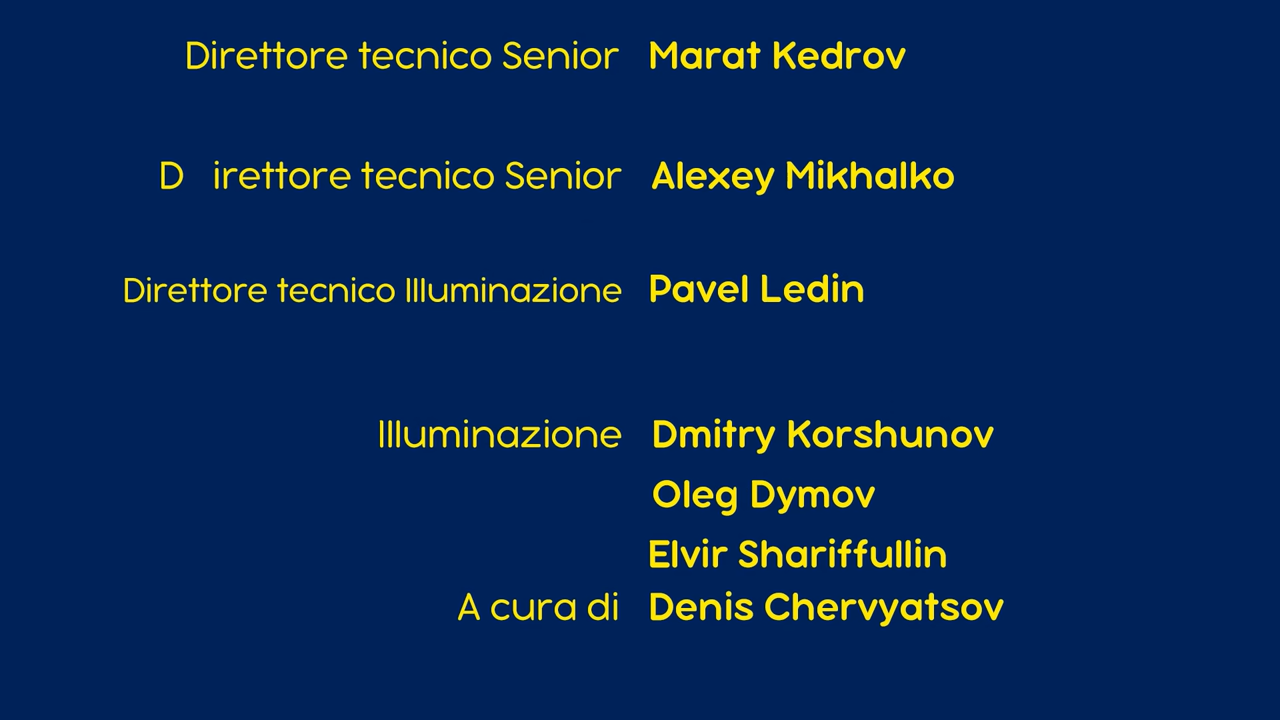 Direttore tecnico Senior Marat Kedrov
D irettore tecnico Senior Alexey Mikhalko
Direttore tecnico Illuminazione Pavel Ledin
Illuminazione Dmitry Korshunov
Oleg Dymov
Elvir Shariffullin
A cura di Denis Chervyatsov